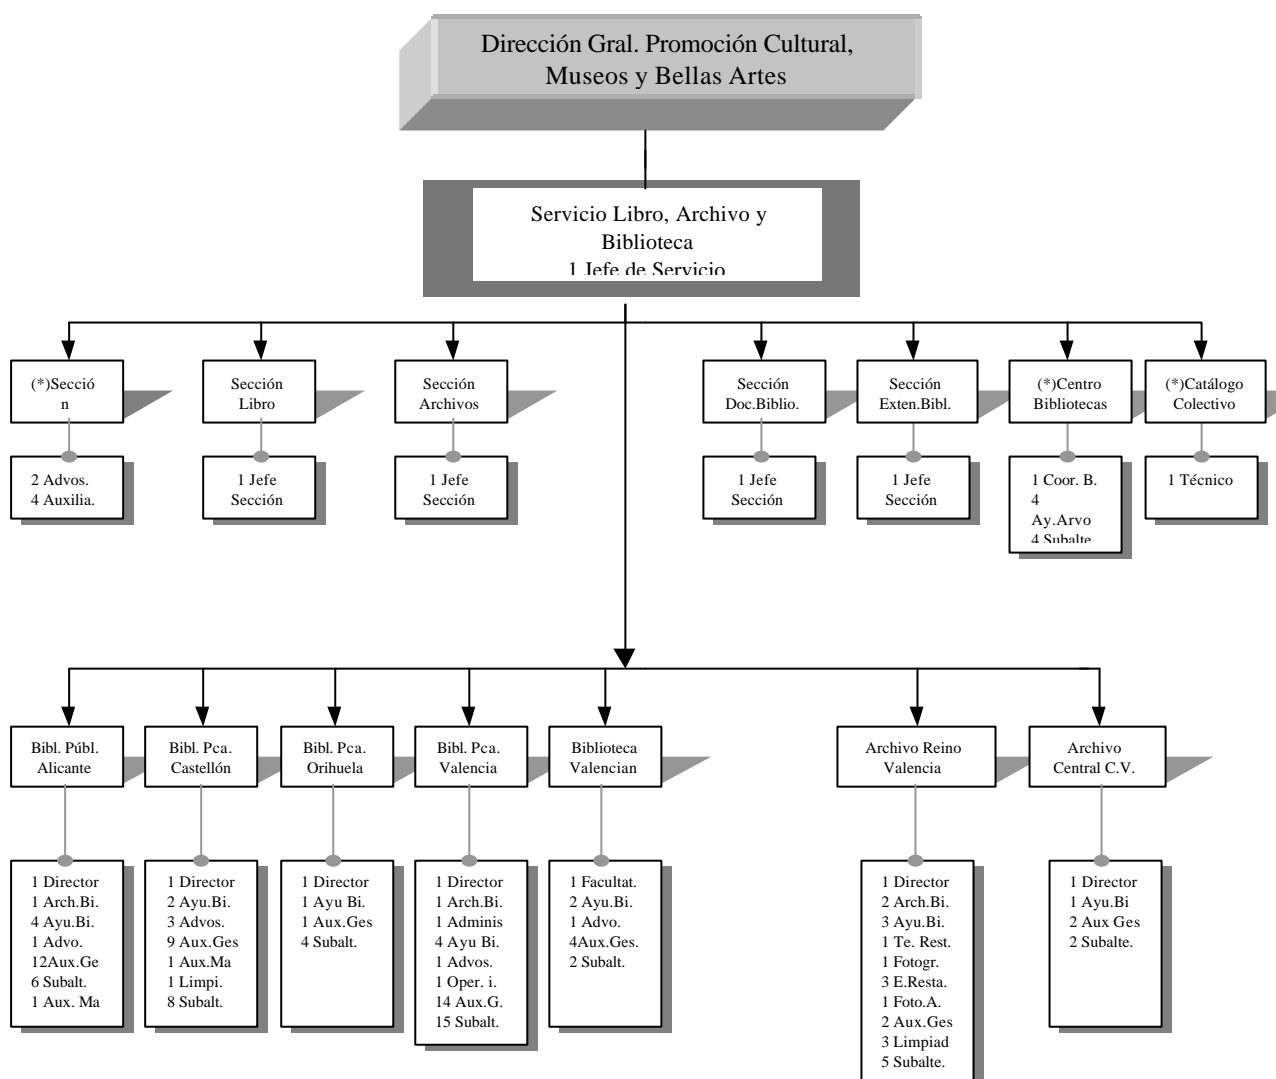 Dirección Gral. Promoción Cultural,
Museos y Bellas Artes
Servicio Libro, Archivo y
Biblioteca
1 Jefe de Servicio
(*)Secció
n
Sección
Libro
Sección
Archivos
Sección
Doc.Biblio.
Sección
Exten.Bibl.
(*)Centro
Bibliotecas
(*)Catálogo
Colectivo
2 Advos.
4 Auxilia.
1 Jefe
Sección
1 Jefe
Sección
1 Jefe
Sección
1 Jefe
Sección
1 Coor. B.
4
Ay.Arvo
4 Subalte
1 Técnico
Bibl. Públ.
Alicante
Bibl. Pca.
Castellón
Bibl. Pca.
Orihuela
Bibl. Pca.
Valencia
Biblioteca
Valencian
Archivo Reino
Valencia
Archivo
Central C.V.
1 Director
1 Arch.Bi.
4 Ayu.Bi.
1 Advo.
12Aux.Ge
6 Subalt.
1 Aux. Ma
1 Director
2 Ayu.Bi.
3 Advos.
9 Aux.Ges
1 Aux.Ma
1 Limpi.
8 Subalt.
1 Director
1 Ayu Bi.
1 Aux.Ges
4 Subalt.
1 Director
1 Arch.Bi.
1 Adminis
4 Ayu Bi.
1 Advos.
1 Oper. i.
14 Aux.G.
15 Subalt.
1 Facultat.
2 Ayu.Bi.
1 Advo.
4Aux.Ges.
2 Subalt.
1 Director
2 Arch.Bi.
3 Ayu.Bi.
1 Te. Rest.
1 Fotogr.
3 E.Resta.
1 Foto.A.
2 Aux.Ges
3 Limpiad
5 Subalte.
1 Director
1 Ayu.Bi
2 Aux Ges
2 Subalte.